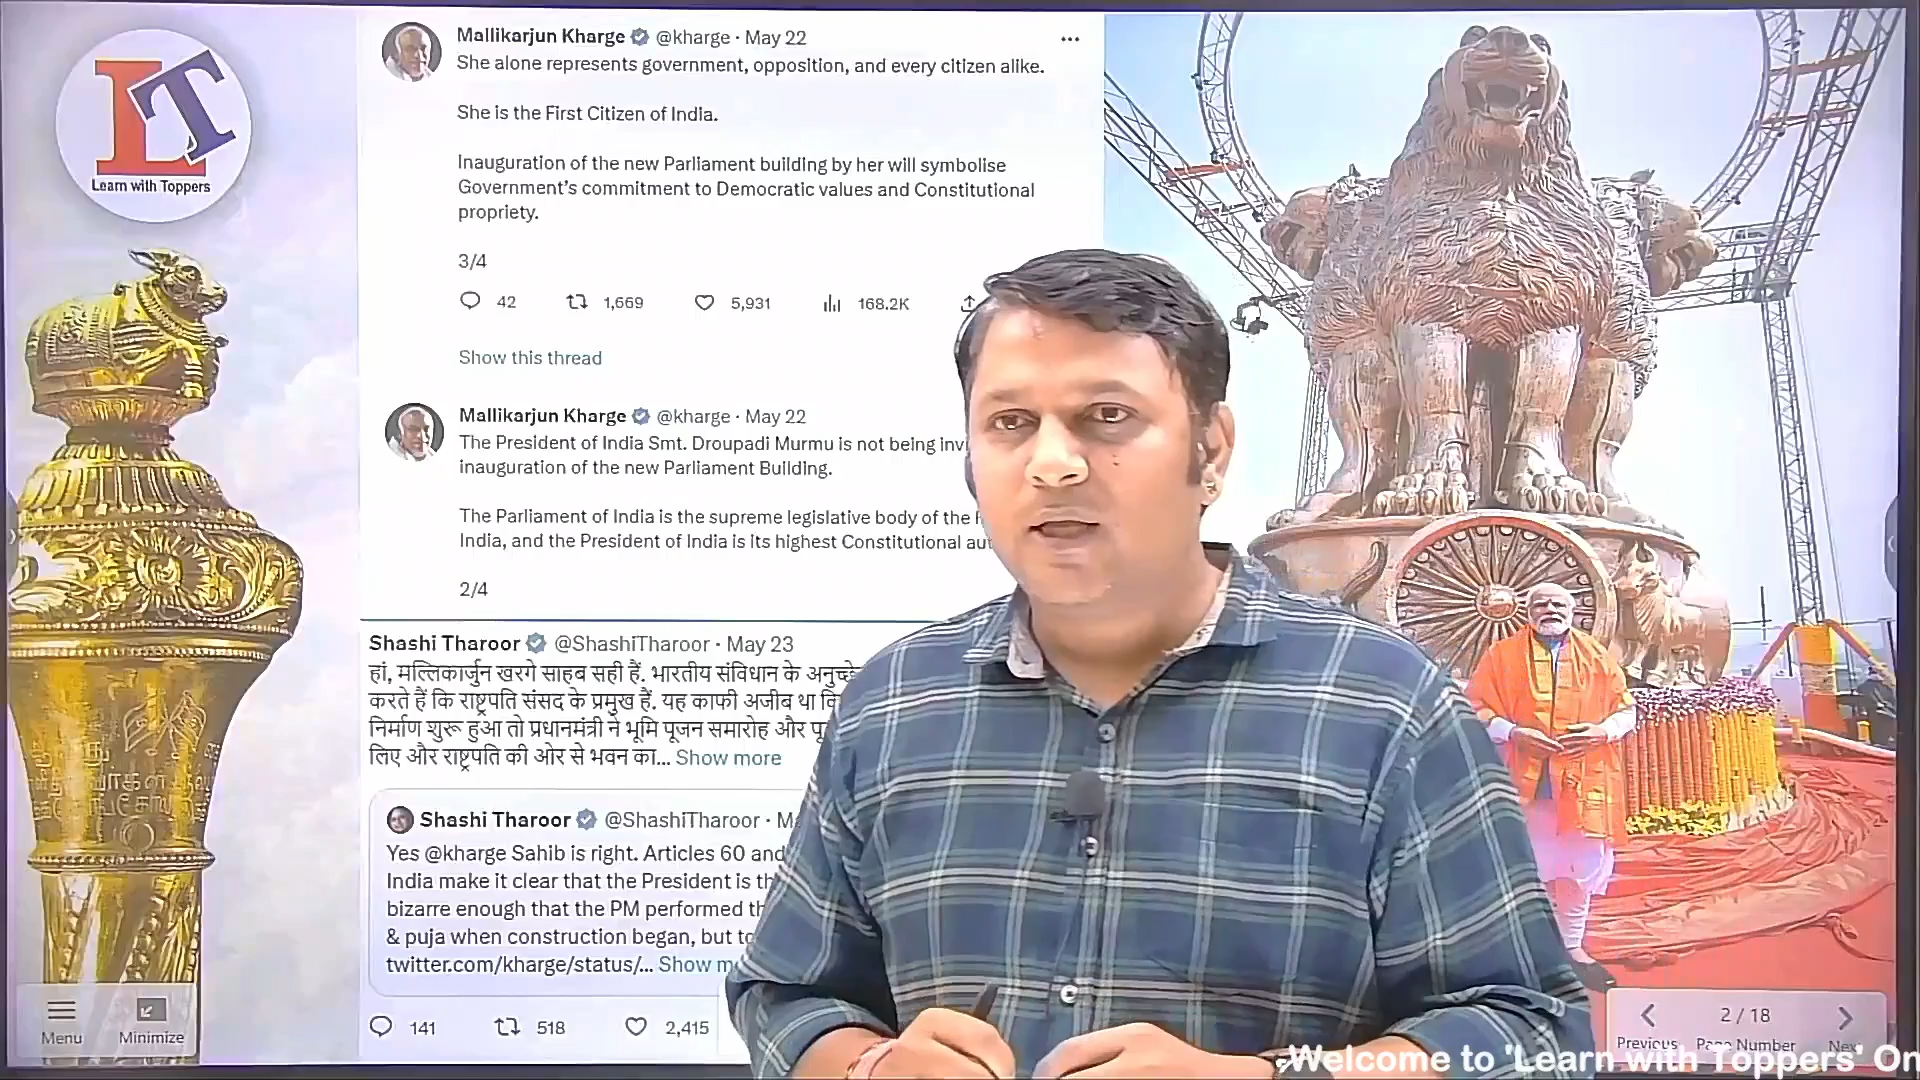 LT
Learn with Toppers
Mallikarjun Kharge @kharge · May 22
She alone represents government, opposition, and every citizen alike.
She is the First Citizen of India.
Inauguration of the new Parliament building by her will symbolise
Government's commitment to Democratic values and Constitutional
propriety.
3/4
42 1,669 5,931 168.2K
Show this thread
Mallikarjun Kharge @kharge · May 22
The President of India Smt. Droupadi Murmu is not being
inauguration of the new Parliament Building.
The Parliament of India is the supreme legislative body of the
India, and the President of India is its highest Constitutional
2/4
Shashi Tharoor @ShashiTharoor · May 23
हां, मल्लिकार्जुन खरगे साहब सही हैं. भारतीय संविधान के
करते हैं कि राष्ट्रपति संसद के प्रमुख हैं. यह काफी अजीब था
निर्माण शुरू हुआ तो प्रधानमंत्री ने भूमि पूजन समारोह और
लिए और राष्ट्रपति की ओर से भवन का... Show more
Shashi Tharoor @ShashiTharoor ·
Yes @kharge Sahib is right. Articles 60 and
India make it clear that the President is
bizarre enough that the PM performed
& puja when construction began, but
twitter.com/kharge/status/... Show
141 518 2,415
Menu Minimize
2 / 18
Previous Page Number Next
Welcome to 'Learn with Toppers' On